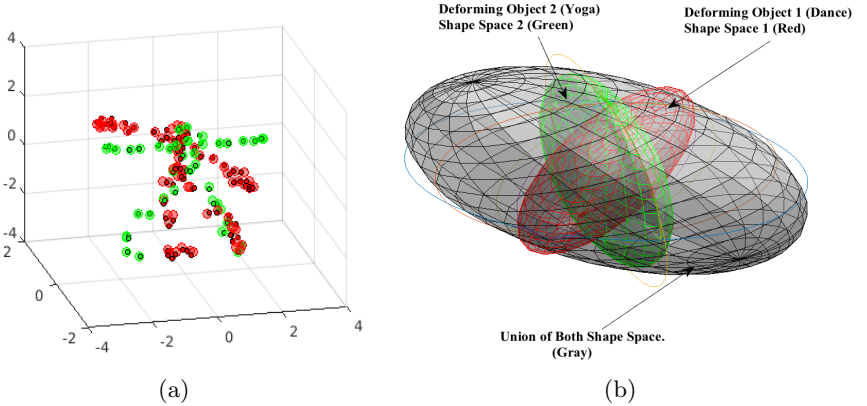 Deforming Object 2 (Yoga)
Shape Space 2 (Green)
Deforming Object 1 (Dance)
Shape Space 1 (Red)
4
2
0
-2
-4
2
0
-2
-4
-2
0
2
4
Union of Both Shape Space.
(Gray)
(a)
(b)